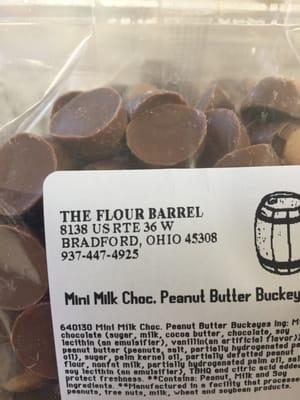 THE FLOUR BARREL
8138 US RTE 36 W
BRADFORD, OHIO 45308
937-447-4925
Mini Milk Choc. Peanut Butter Buckey
640130 Mini Milk Choc. Peanut Butter Buckeyes Ing: M
chocolate (sugar, milk, cocoa butter, chocolate, soy
lecithin (an emulsifier), vanillin(an artificial flavor))
peanut butter (peanuts, salt, partially hydrogenated
oil), sugar, palm kernel oil, partially defatted peanut
flour, nonfat milk, partially hydrogenated palm oil,
soy lecithin (an emulsifier), TBHQ and citric acid adde
protect freshness. **Contains: Peanut, Milk and Soy
ingredients. **Manufactured in a facility that processe
peanuts, tree nuts, milk, wheat and soybean products.